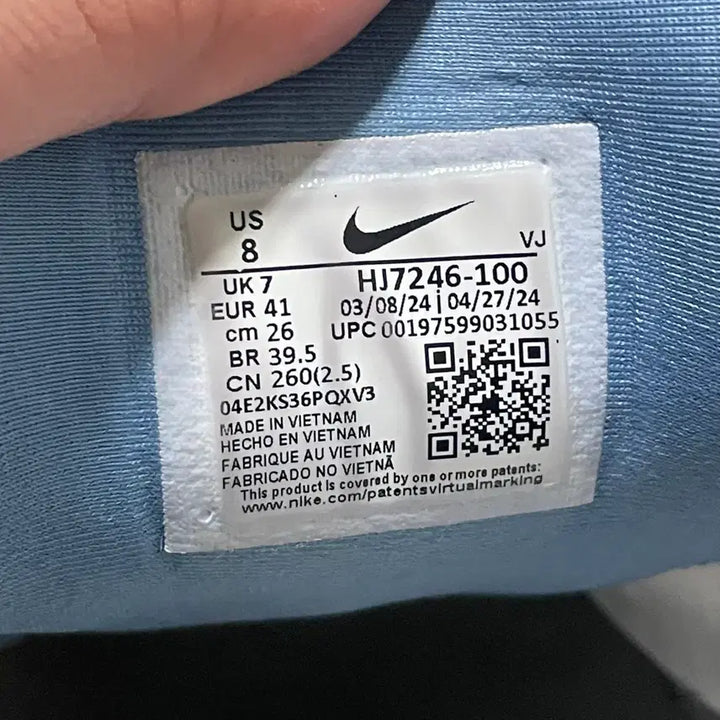 US
8
VJ
UK 7
HJ7246-100
EUR 41
03/08/24 | 04/27/24
cm 26
UPC 00197599031055
BR 39.5
CN 260(2.5)
04E2KS36PQXV3
MADE IN VIETNAM
HECHO EN VIETNAM
FABRIQUE AU VIETNAM
FABRICADO NO VIETNÃ
This product is covered by one or more patents:
www.nike.com/patentsvirtualmarking